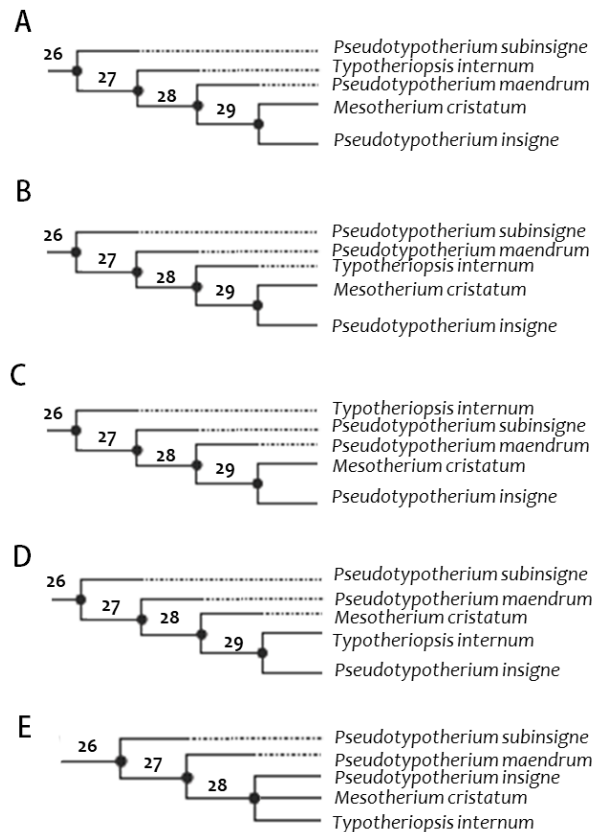 A
26
Pseudotypotherium subinsigne
27
Typotheriopsis internum
28
Pseudotypotherium maendrum
29
Mesotherium cristatum
Pseudotypotherium insigne
B
26
Pseudotypotherium subinsigne
27
Pseudotypotherium maendrum
28
Typotheriopsis internum
29
Mesotherium cristatum
Pseudotypotherium insigne
C
26
Typotheriopsis internum
27
Pseudotypotherium subinsigne
28
Pseudotypotherium maendrum
29
Mesotherium cristatum
Pseudotypotherium insigne
D
26
Pseudotypotherium subinsigne
27
Pseudotypotherium maendrum
28
Mesotherium cristatum
29
Typotheriopsis internum
Pseudotypotherium insigne
E
26
Pseudotypotherium subinsigne
27
Pseudotypotherium maendrum
28
Pseudotypotherium insigne
Mesotherium cristatum
Typotheriopsis internum